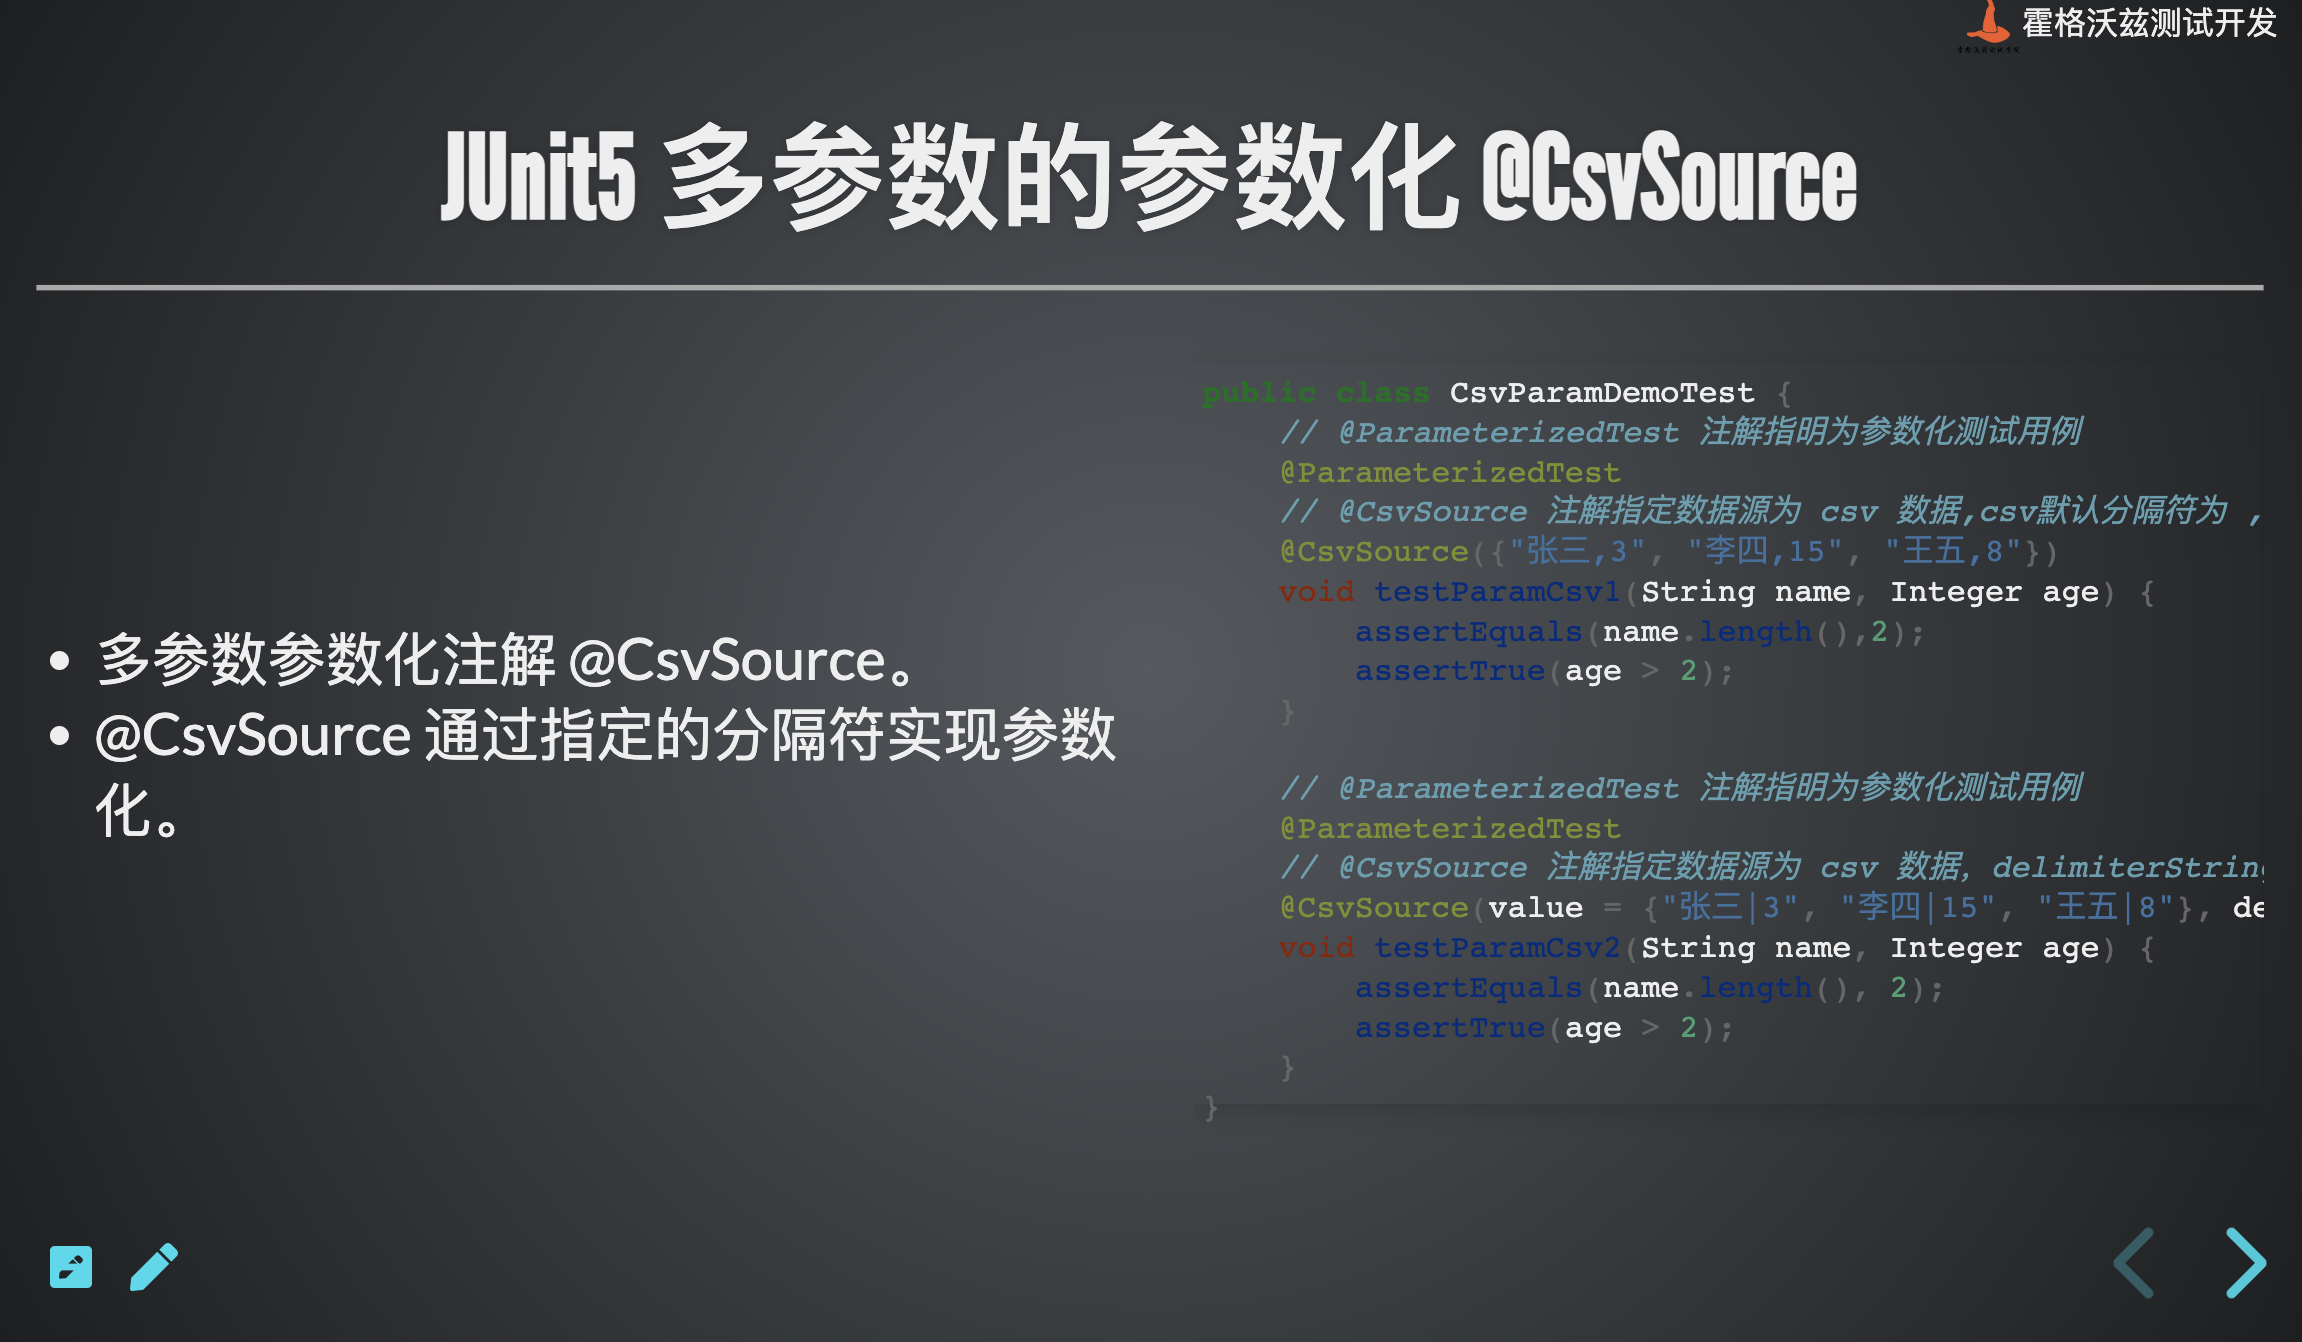 霍格沃兹测试开发
JUnit5 多参数的参数化 @CsvSource
• 多参数参数化注解 @CsvSource。
• @CsvSource 通过指定的分隔符实现参数
化。
public class CsvParamDemoTest {
    // @ParameterizedTest 注解指明为参数化测试用例
    @ParameterizedTest
    // @CsvSource 注解指定数据源为 csv 数据,csv默认分隔符为 ,
    @CsvSource({"张三,3", "李四,15", "王五,8"})
    void testParamCsv1(String name, Integer age) {
        assertEquals(name.length(),2);
        assertTrue(age > 2);
    }
    // @ParameterizedTest 注解指明为参数化测试用例
    @ParameterizedTest
    // @CsvSource 注解指定数据源为 csv 数据, delimiterString
    @CsvSource(value = {"张三|3", "李四|15", "王五|8"}, de
    void testParamCsv2(String name, Integer age) {
        assertEquals(name.length(), 2);
        assertTrue(age > 2);
    }
}